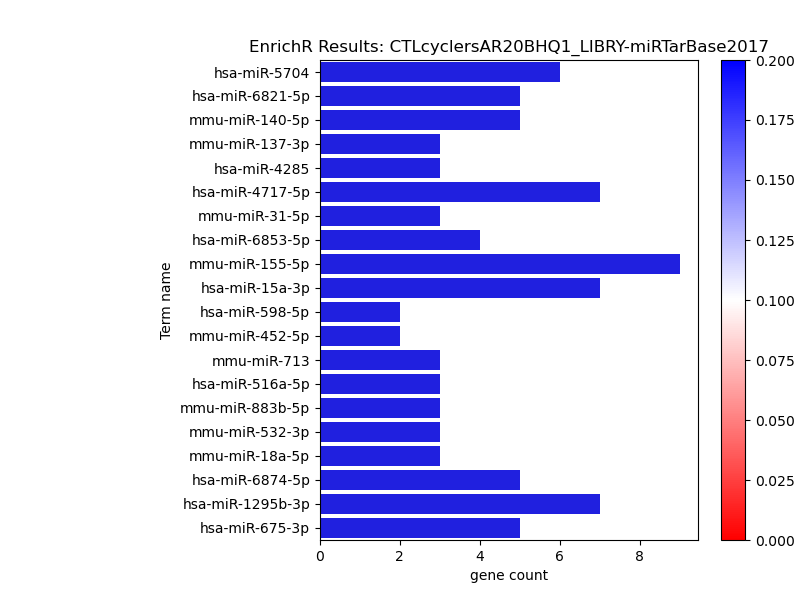 EnrichR Results: CTLcyclersAR20BHQ1_LIBRY-miRTarBase2017
hsa-miR-5704
hsa-miR-6821-5p
mmu-miR-140-5p
mmu-miR-137-3p
hsa-miR-4285
hsa-miR-4717-5p
mmu-miR-31-5p
hsa-miR-6853-5p
mmu-miR-155-5p
hsa-miR-15a-3p
hsa-miR-598-5p
mmu-miR-452-5p
mmu-miR-713
hsa-miR-516a-5p
mmu-miR-883b-5p
mmu-miR-532-3p
mmu-miR-18a-5p
hsa-miR-6874-5p
hsa-miR-1295b-3p
hsa-miR-675-3p
Term name
0 2 4 6 8
gene count
0.200
0.175
0.150
0.125
0.100
0.075
0.050
0.025
0.000